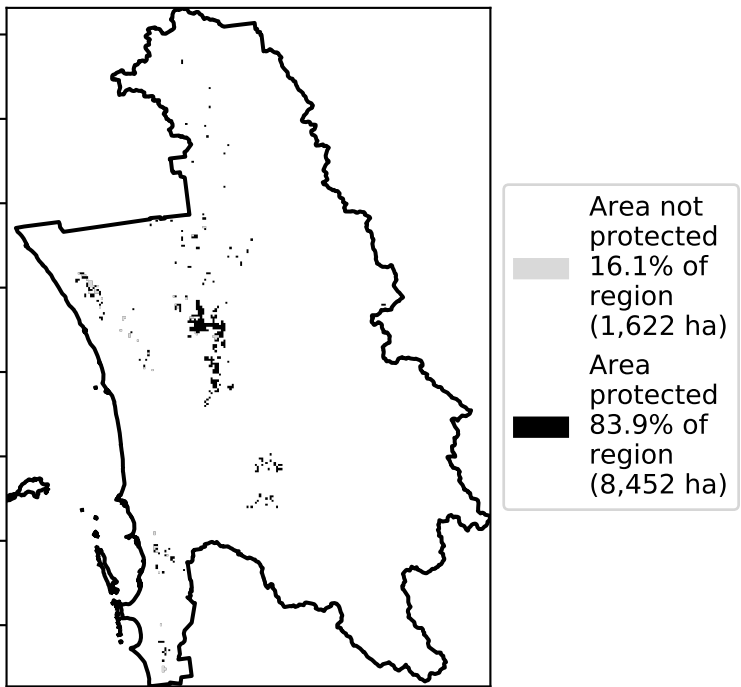 Area not
protected
16.1% of
region
(1,622 ha)
Area
protected
83.9% of
region
(8,452 ha)